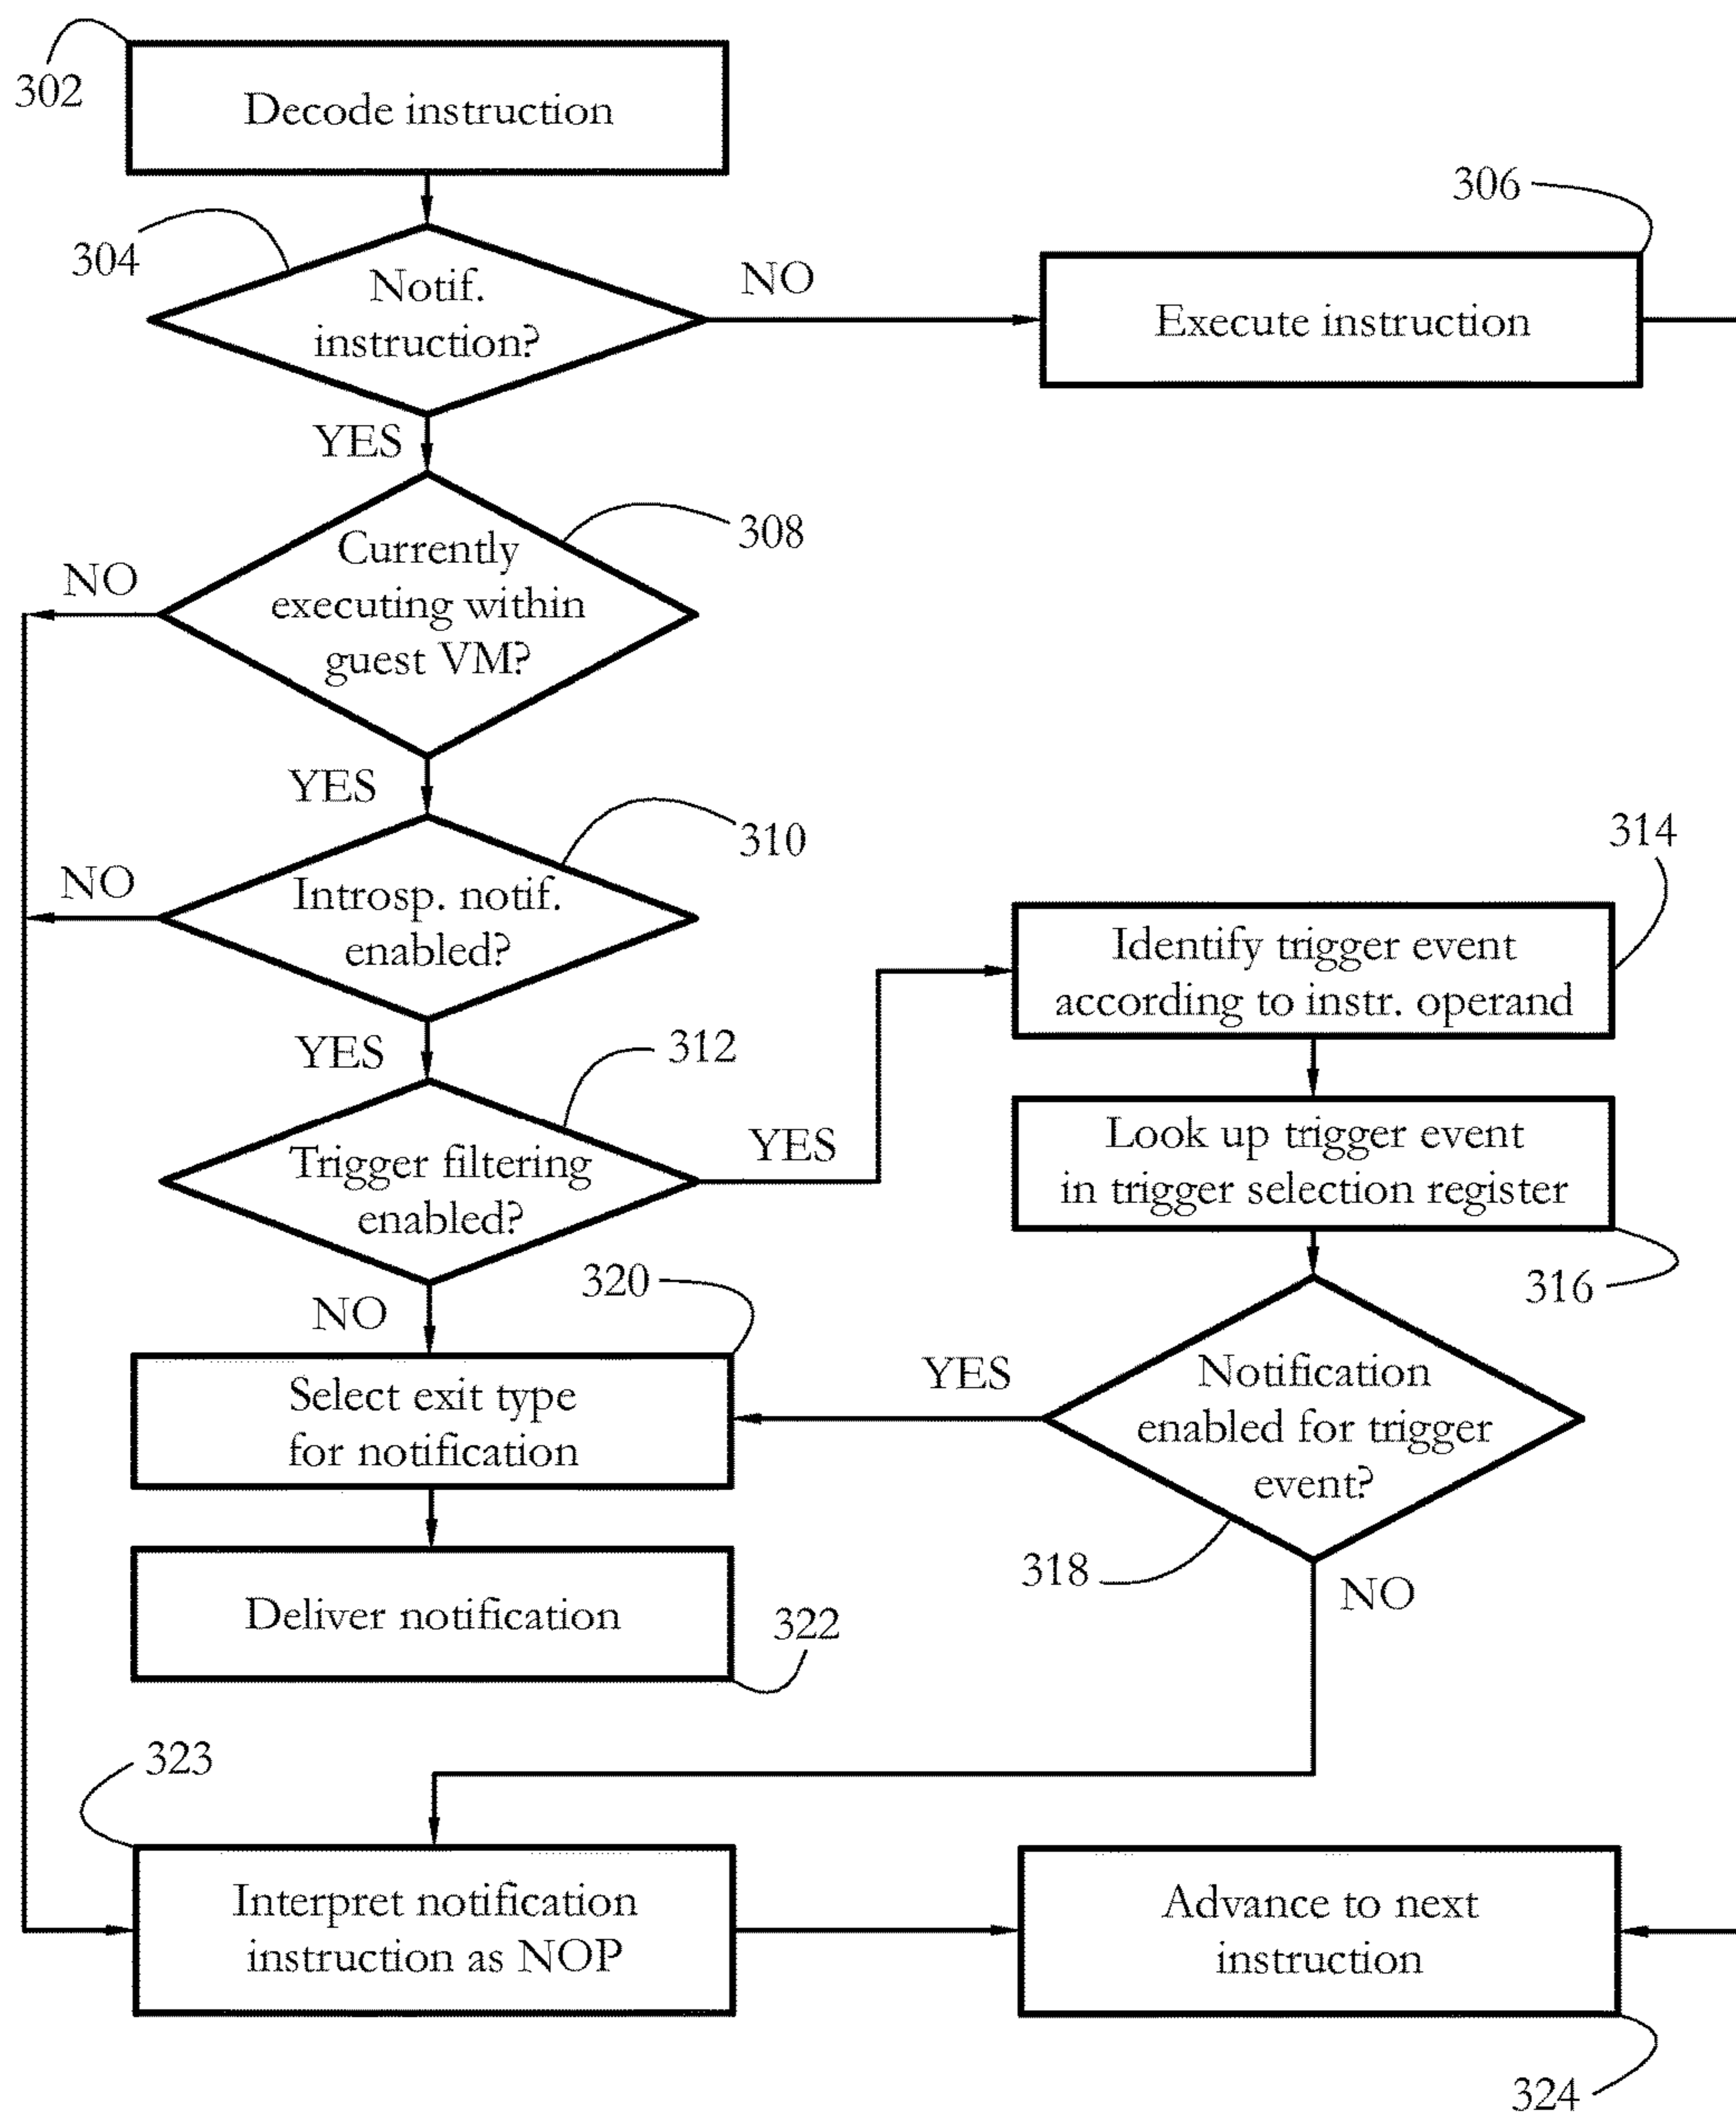 302
Decode instruction
304
Notif.
instruction?
NO
306
Execute instruction
YES
308
Currently
executing within
guest VM?
NO
YES
310
Introsp. notif.
enabled?
NO
YES
312
Trigger filtering
enabled?
YES
314
Identify trigger event
according to instr. operand
Look up trigger event
in trigger selection register
316
NO
320
Select exit type
for notification
YES
Notification
enabled for trigger
event?
318
NO
Deliver notification
322
323
Interpret notification
instruction as NOP
Advance to next
instruction
324